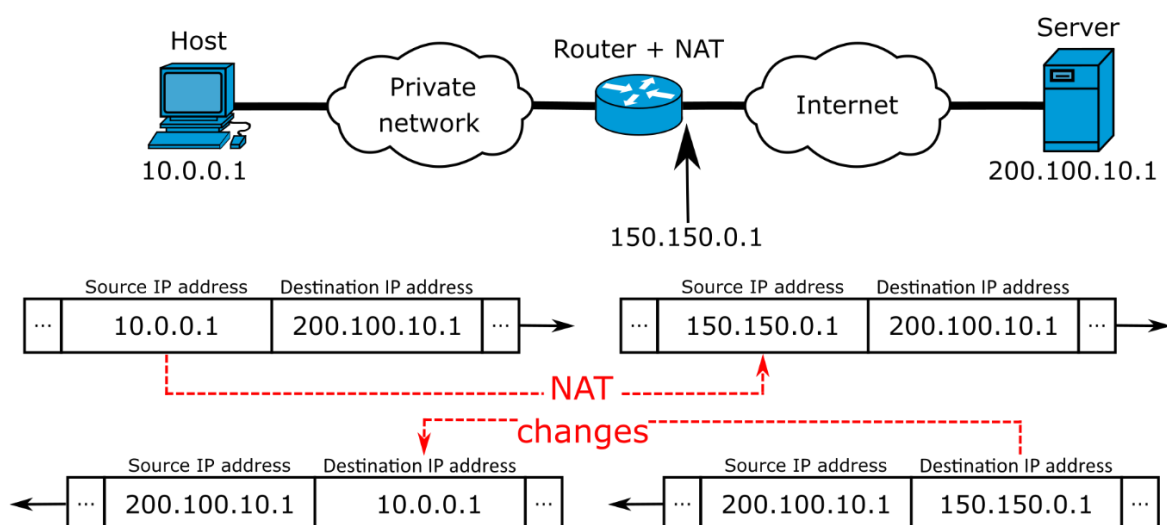 Host
Router + NAT
Server
Private
network
Internet
10.0.0.1
200.100.10.1
150.150.0.1
Source IP address Destination IP address
... 10.0.0.1 200.100.10.1 ...
Source IP address Destination IP address
... 150.150.0.1 200.100.10.1 ...
NAT
changes
Source IP address Destination IP address
... 200.100.10.1 10.0.0.1 ...
Source IP address Destination IP address
... 200.100.10.1 150.150.0.1 ...